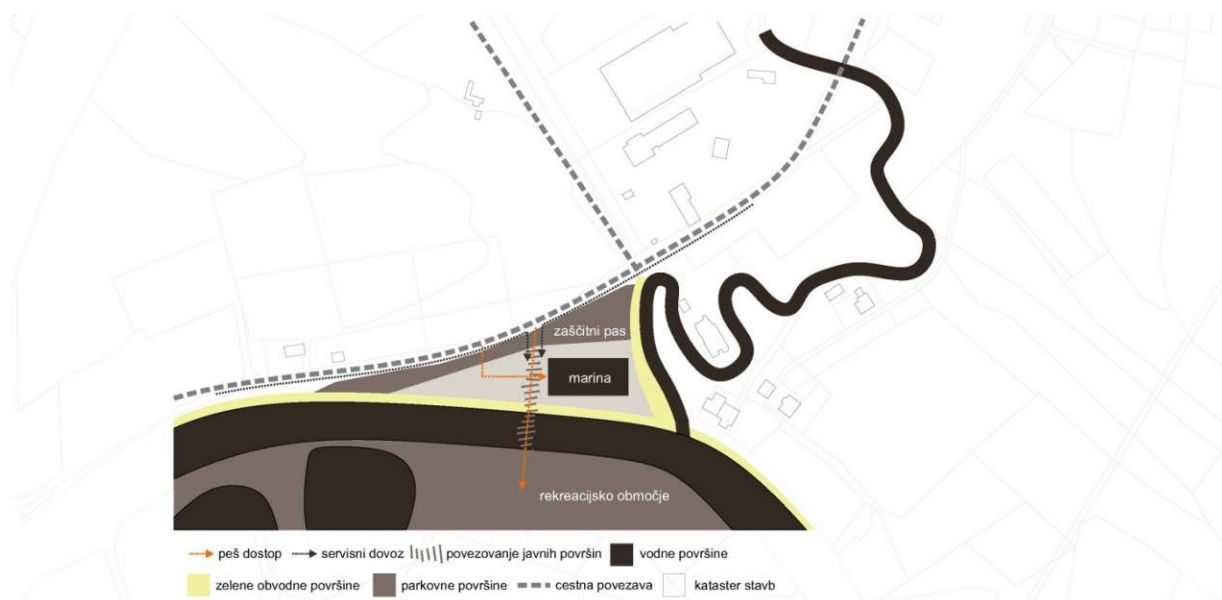 zaščitni pas
marina
rekreacijsko območje
peš dostop servisni dovoz povezovanje javnih površin vodne površine
zelene obvodne površine parkovne površine cestna povezava kataster stavb